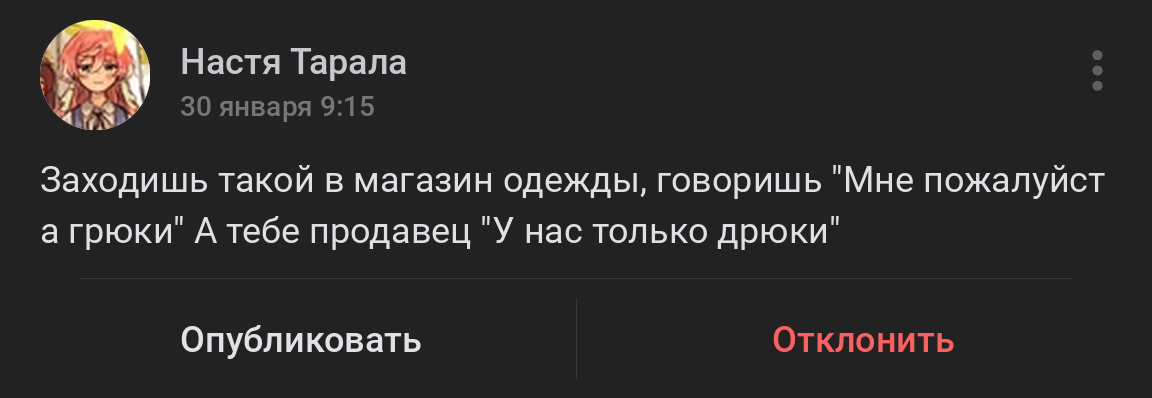 Настя Тарала
30 января 9:15
Заходишь такой в магазин одежды, говоришь "Мне пожалуйст
а грюки" А тебе продавец "У нас только дрюки"
Опубликовать
Отклонить